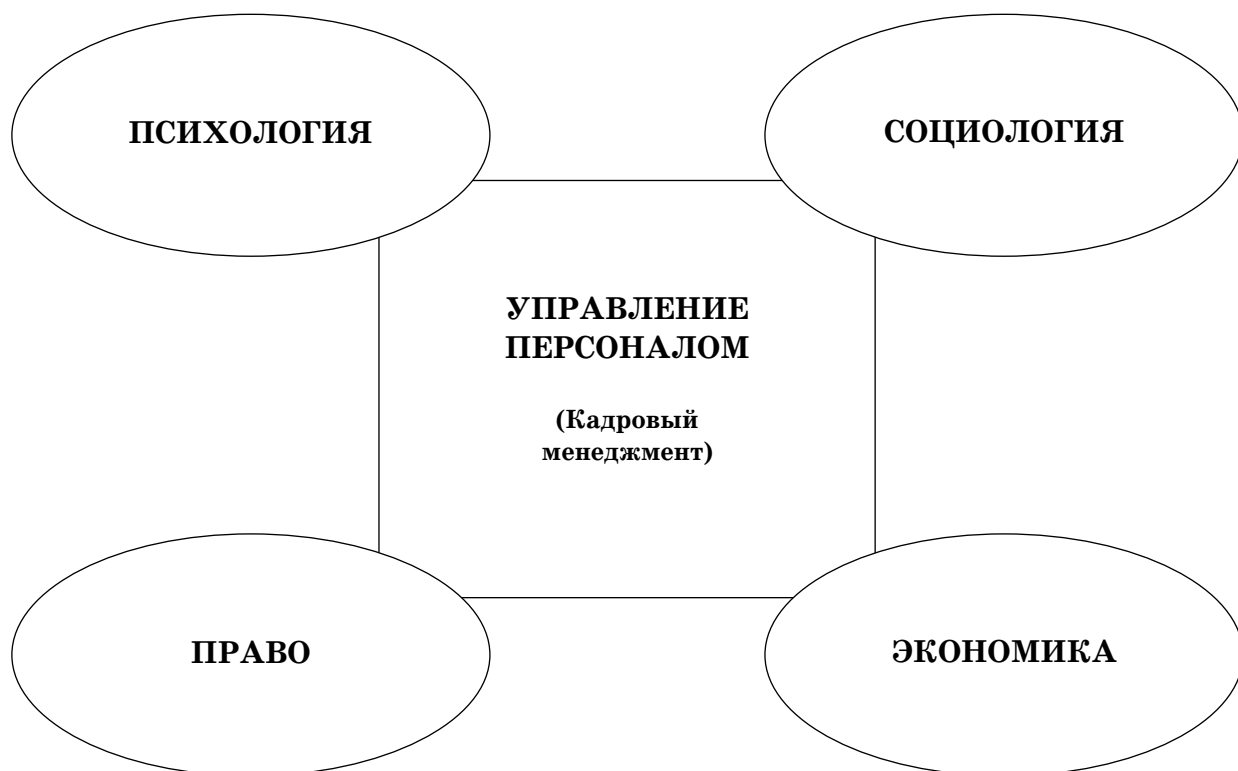 ПСИХОЛОГИЯ
СОЦИОЛОГИЯ
УПРАВЛЕНИЕ
ПЕРСОНАЛОМ
(Кадровый
менеджмент)
ПРАВО
ЭКОНОМИКА